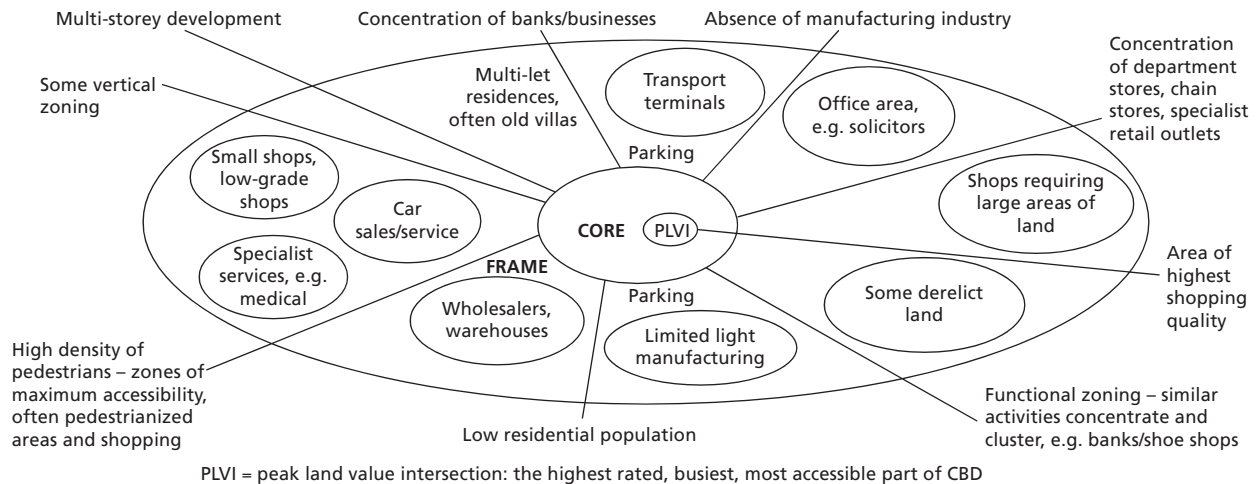 Multi-storey development
Concentration of banks/businesses
Absence of manufacturing industry
Concentration
of department
stores, chain
stores, specialist
retail outlets
Some vertical
zoning
Multi-let
residences,
often old villas
Transport
terminals
Office area,
e.g. solicitors
Parking
Small shops,
low-grade
shops
Car
sales/service
Shops requiring
large areas of
land
CORE
PLVI
Specialist
services, e.g.
medical
FRAME
Area of
highest
shopping
quality
Wholesalers,
warehouses
Parking
Limited light
manufacturing
Some derelict
land
High density of
pedestrians – zones of
maximum accessibility,
often pedestrianized
areas and shopping
Low residential population
Functional zoning – similar
activities concentrate and
cluster, e.g. banks/shoe shops
PLVI = peak land value intersection: the highest rated, busiest, most accessible part of CBD